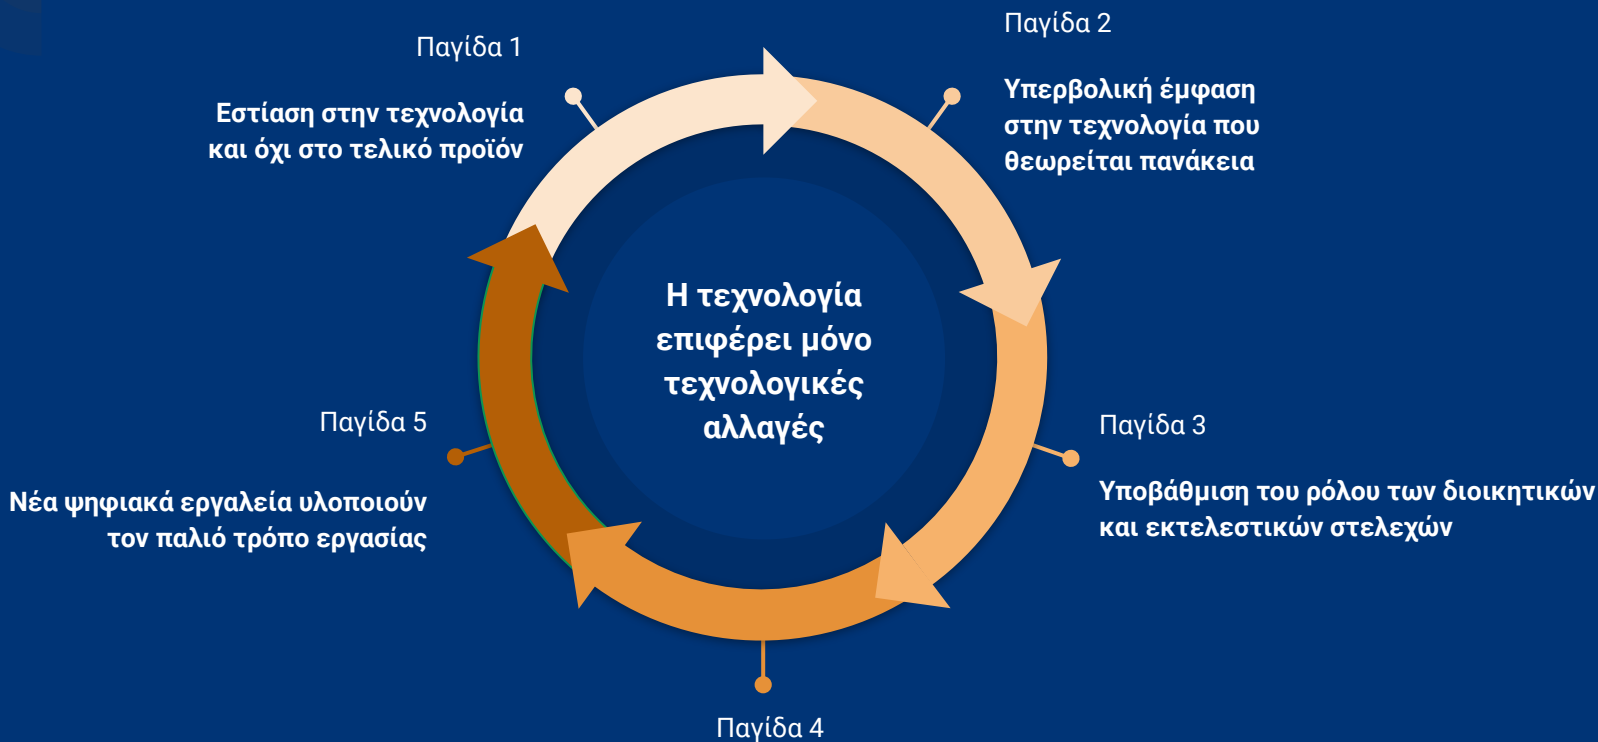 Παγίδα 1
Εστίαση στην τεχνολογία
και όχι στο τελικό προϊόν
Παγίδα 2
Υπερβολική έμφαση
στην τεχνολογία που
θεωρείται πανάκεια
Η τεχνολογία
επιφέρει μόνο
τεχνολογικές
αλλαγές
Παγίδα 3
Υποβάθμιση του ρόλου των διοικητικών
και εκτελεστικών στελεχών
Παγίδα 5
Νέα ψηφιακά εργαλεία υλοποιούν
τον παλιό τρόπο εργασίας
Παγίδα 4